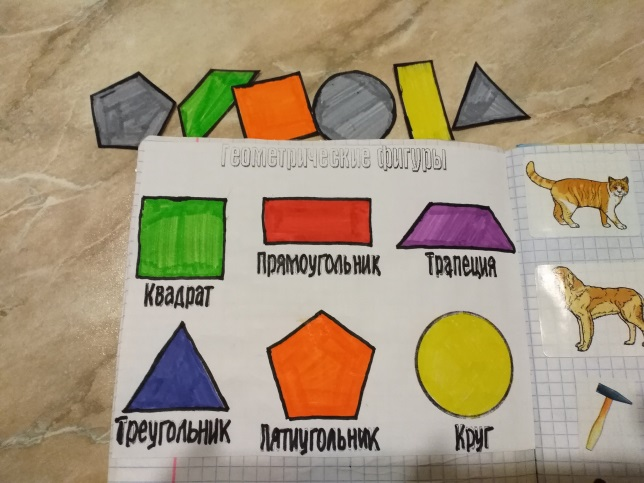 Геометрические фигуры
Квадрат
Прямоугольник
Трапеция
Треугольник
Пятиугольник
Круг